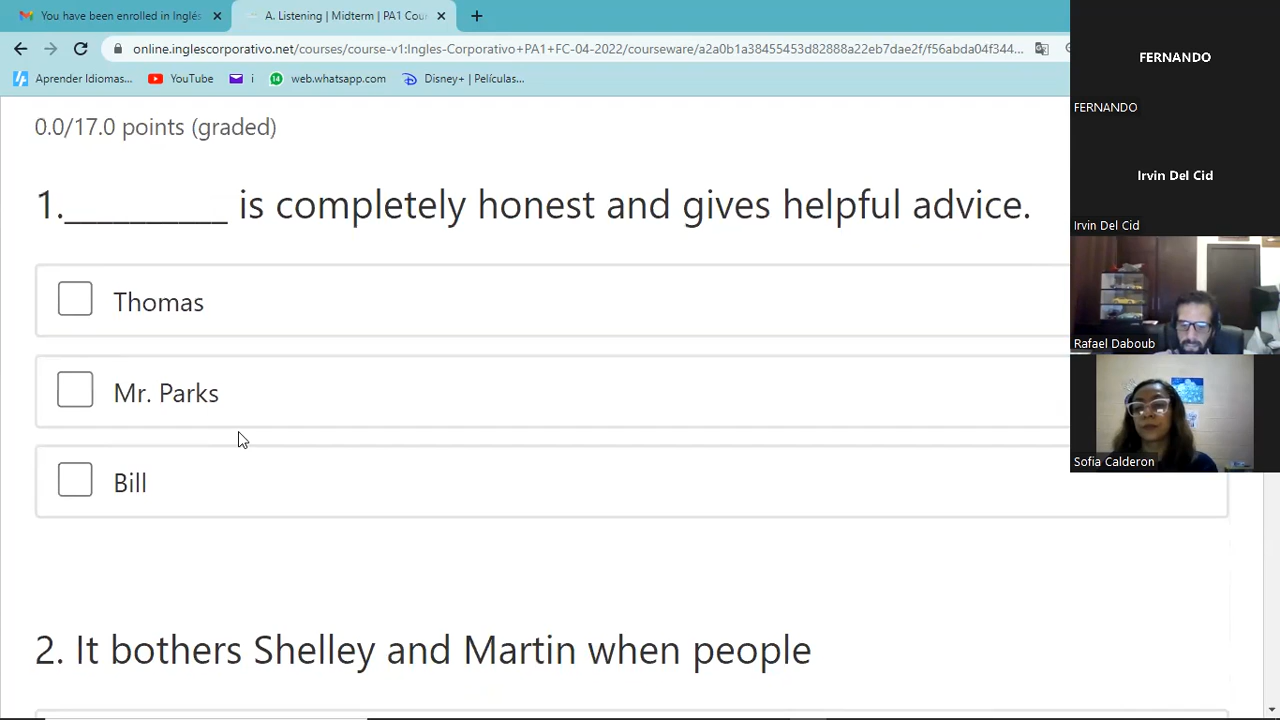 You have been enrolled in Inglés
A. Listening | Midterm | PA1 Cou
online.inglescorporativo.net/courses/course-v1:Ingles-Corporativo+PA1+FC-04-2022/courseware/a2a0b1a38455459d82888a22eb7dae2f/f56abda04f344...
Aprender Idiomas...
YouTube
i
web.whatsapp.com
Disney+ | Películas...
0.0/17.0 points (graded)
1.__________ is completely honest and gives helpful advice.
Thomas
Mr. Parks
Bill
2. It bothers Shelley and Martin when people
FERNANDO
FERNANDO
Irvin Del Cid
Irvin Del Cid
Rafael Daboub
Sofia Calderon